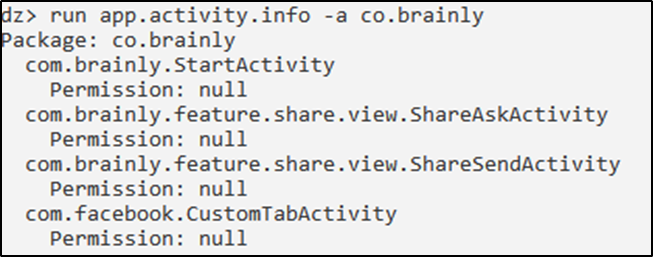 dz> run app.activity.info -a co.brainly
Package: co.brainly
  com.brainly.StartActivity
    Permission: null
  com.brainly.feature.share.view.ShareAskActivity
    Permission: null
  com.brainly.feature.share.view.ShareSendActivity
    Permission: null
  com.facebook.CustomTabActivity
    Permission: null